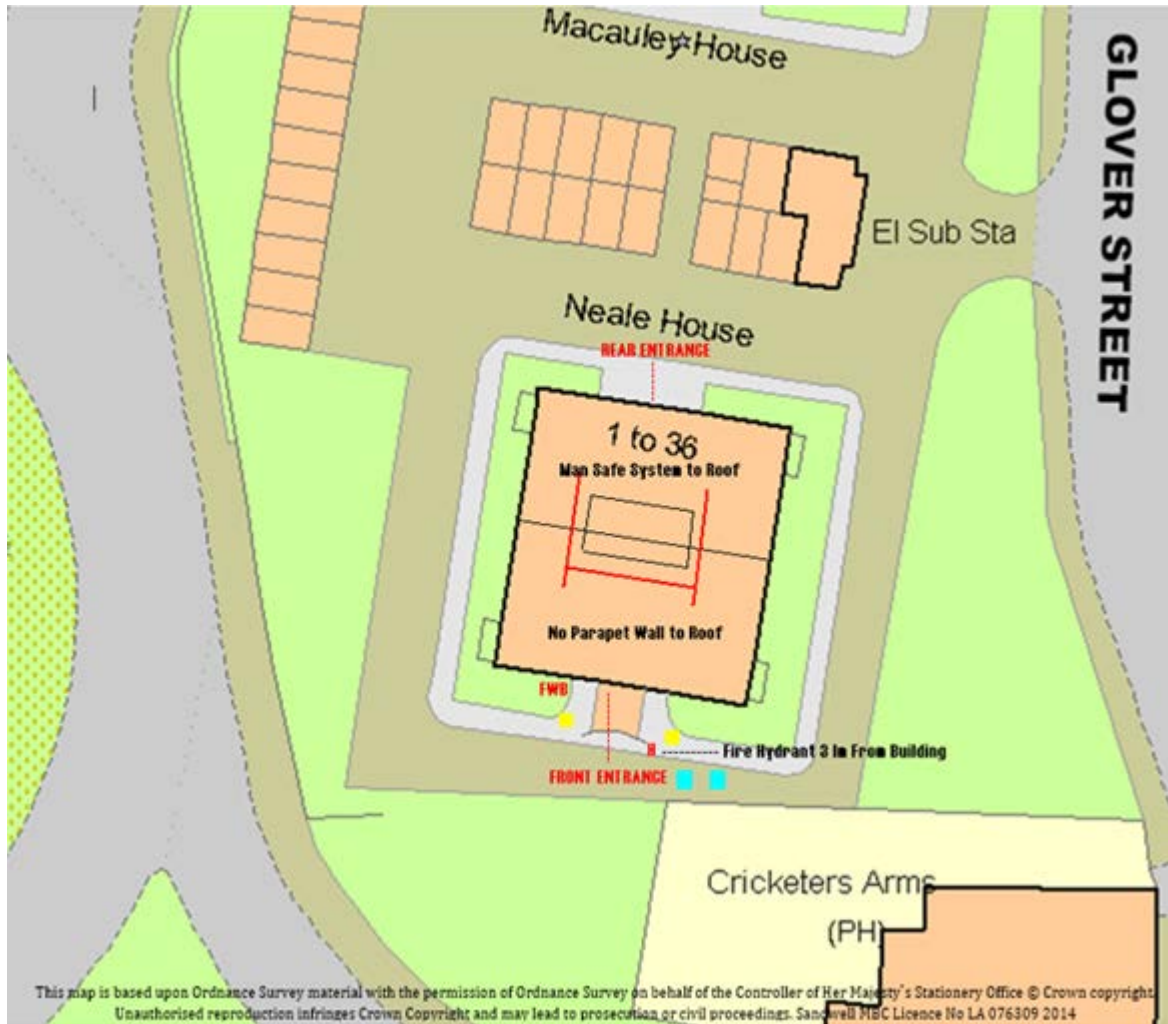 Macauley House
GLOVER STREET
El Sub Sta
Neale House
REAR ENTRANCE
1 to 36
Man Safe System to Roof
No Parapet Wall to Roof
FWB
H
Fire Hydrant 3 In From Building
FRONT ENTRANCE
Cricketers Arms
(PH)
This map is based upon Ordnance Survey material with the permission of Ordnance Survey on behalf of the Controller of Her Majesty's Stationery Office © Crown copyright.
Unauthorised reproduction infringes Crown Copyright and may lead to prosecution or civil proceedings. Sandwell MBC Licence No LA 076309 2014